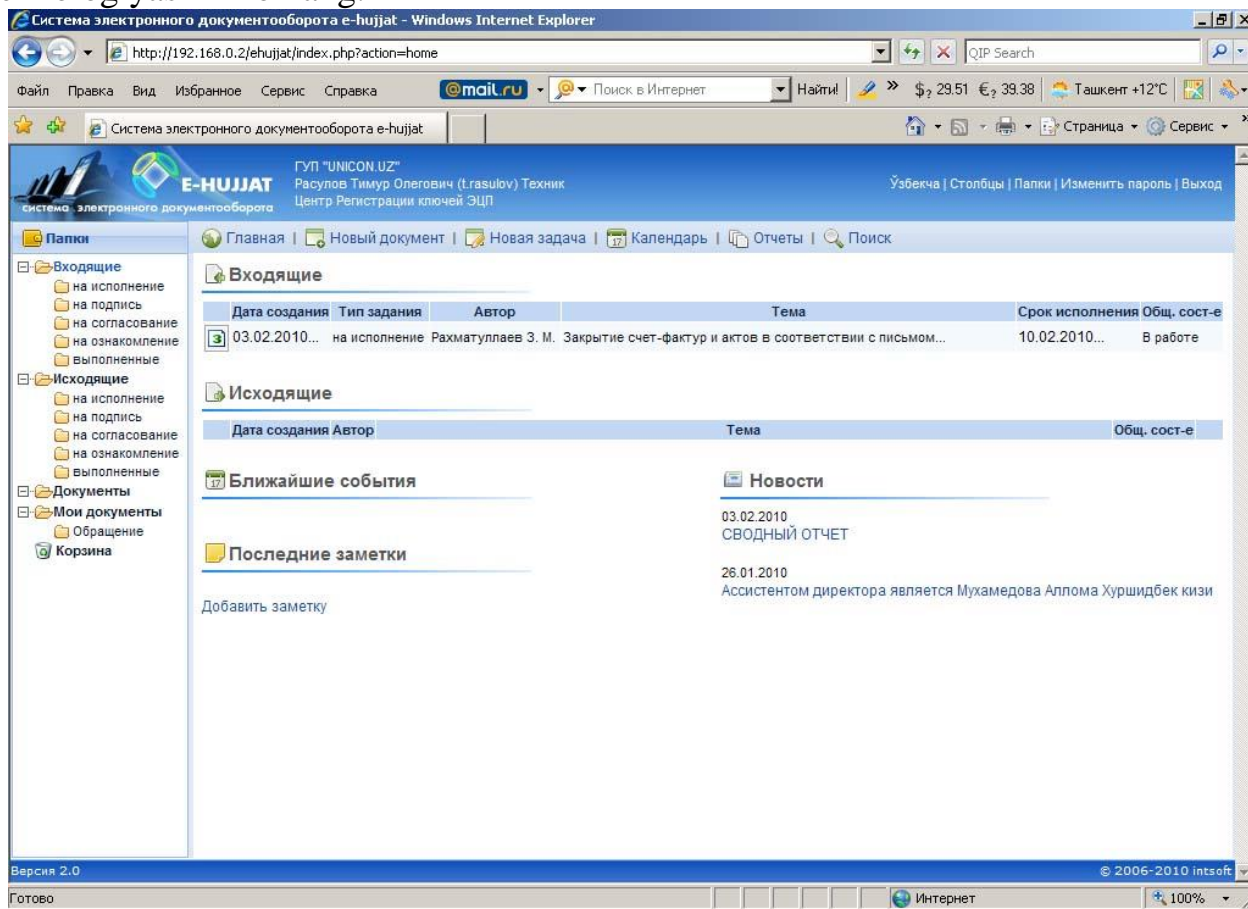 Система электронного документооборота e-hujjat - Windows Internet Explorer
http://192.168.0.2/ehujjat/index.php?action=home
QIP Search
Файл Правка Вид Избранное Сервис Справка
@mail.ru Поиск в Интернет Найти! » $? 29.51 €? 39.38 Ташкент +12°C
Система электронного документооборота e-hujjat
Страница Сервис »
E-HUJJAT
система электронного документооборота
ГУП "UNICON.UZ"
Расулов Тимур Олегович (t.rasulov) Техник
Центр Регистрации ключей ЭЦП
Ўзбекча | Столбцы | Папки | Изменить пароль | Выход
Папки
Главная | Новый документ | Новая задача | Календарь | Отчеты | Поиск
Входящие
на исполнение
на подпись
на согласование
на ознакомление
выполненные
Исходящие
на исполнение
на подпись
на согласование
на ознакомление
выполненные
Документы
Мои документы
Обращение
Корзина
Входящие
Дата создания Тип задания Автор Тема Срок исполнения Общ. сост-е
3 03.02.2010... на исполнение Рахматуллаев З. М. Закрытие счет-фактур и актов в соответствии с письмом... 10.02.2010... В работе
Исходящие
Дата создания Автор Тема Общ. сост-е
17 Ближайшие события
Последние заметки
Добавить заметку
Новости
03.02.2010
СВОДНЫЙ ОТЧЕТ
26.01.2010
Ассистентом директора является Мухамедова Аллома Хуршидбек кизи
Версия 2.0
© 2006-2010 intsoft
Готово
Интернет
100%